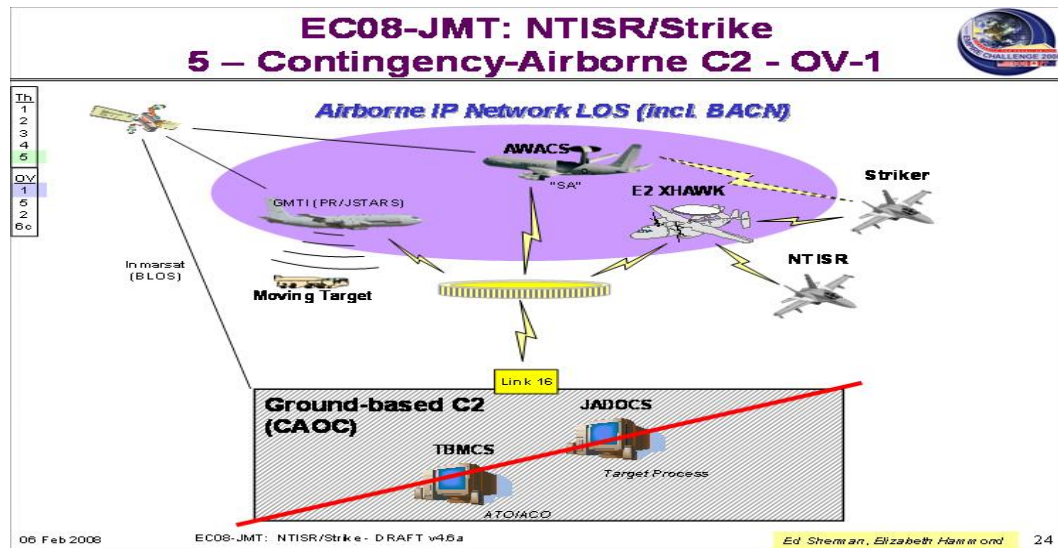 EC08-JMT: NTISR/Strike
5 – Contingency-Airborne C2 - OV-1
EMPIRE CHALLENGE 2008
Th
1
2
3
4
5
OV
1
5
2
6c
Airborne IP Network LOS (incl. BACN)
AWACS
"SA"
E2 XHAWK
Striker
GMTI (PR/JSTARS)
NTISR
Inmarsat
(BLOS)
Moving Target
Link 16
Ground-based C2
(CAOC)
JADOCS
TBMCS
Target Process
ATO/ACO
06 Feb 2008
EC08-JMT: NTISR/Strike - DRAFT v4.6a
Ed Sherman, Elizabeth Hammond
24